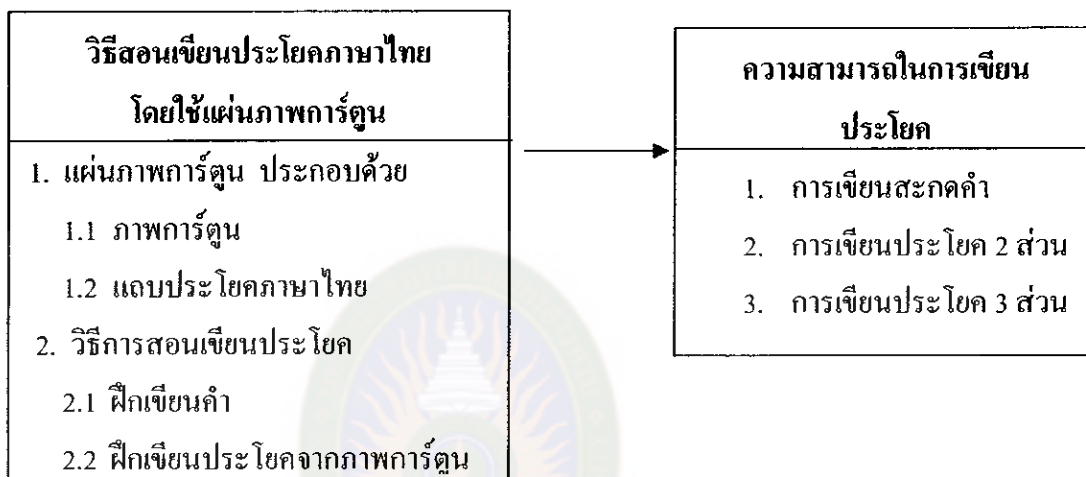 วิธีสอนเขียนประโยคภาษาไทย
โดยใช้แผ่นภาพการ์ตูน
1. แผ่นภาพการ์ตูน ประกอบด้วย
1.1 ภาพการ์ตูน
1.2 แถบประโยคภาษาไทย
2. วิธีการสอนเขียนประโยค
2.1 ฝึกเขียนคำ
2.2 ฝึกเขียนประโยคจากภาพการ์ตูน
ความสามารถในการเขียน
ประโยค
1. การเขียนสะกดคำ
2. การเขียนประโยค 2 ส่วน
3. การเขียนประโยค 3 ส่วน